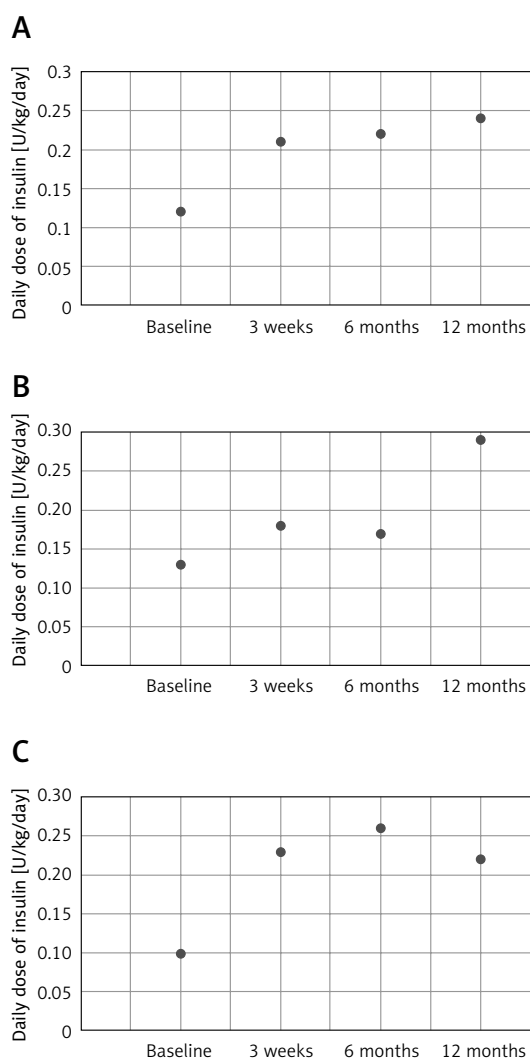 A
Daily dose of insulin [U/kg/day]
0.3
0.25
0.2
0.15
0.1
0.05
0
Baseline 3 weeks 6 months 12 months
B
Daily dose of insulin [U/kg/day]
0.30
0.25
0.20
0.15
0.10
0.05
0
Baseline 3 weeks 6 months 12 months
C
Daily dose of insulin [U/kg/day]
0.30
0.25
0.20
0.15
0.10
0.05
0
Baseline 3 weeks 6 months 12 months